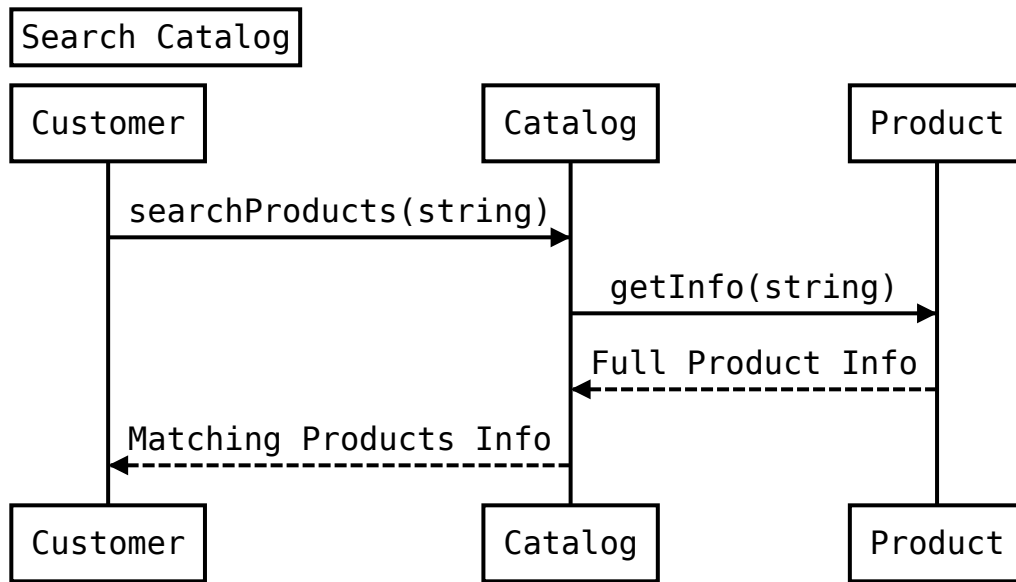 Search Catalog
Customer Catalog Product
searchProducts(string)
getInfo(string)
Full Product Info
Matching Products Info
Customer Catalog Product